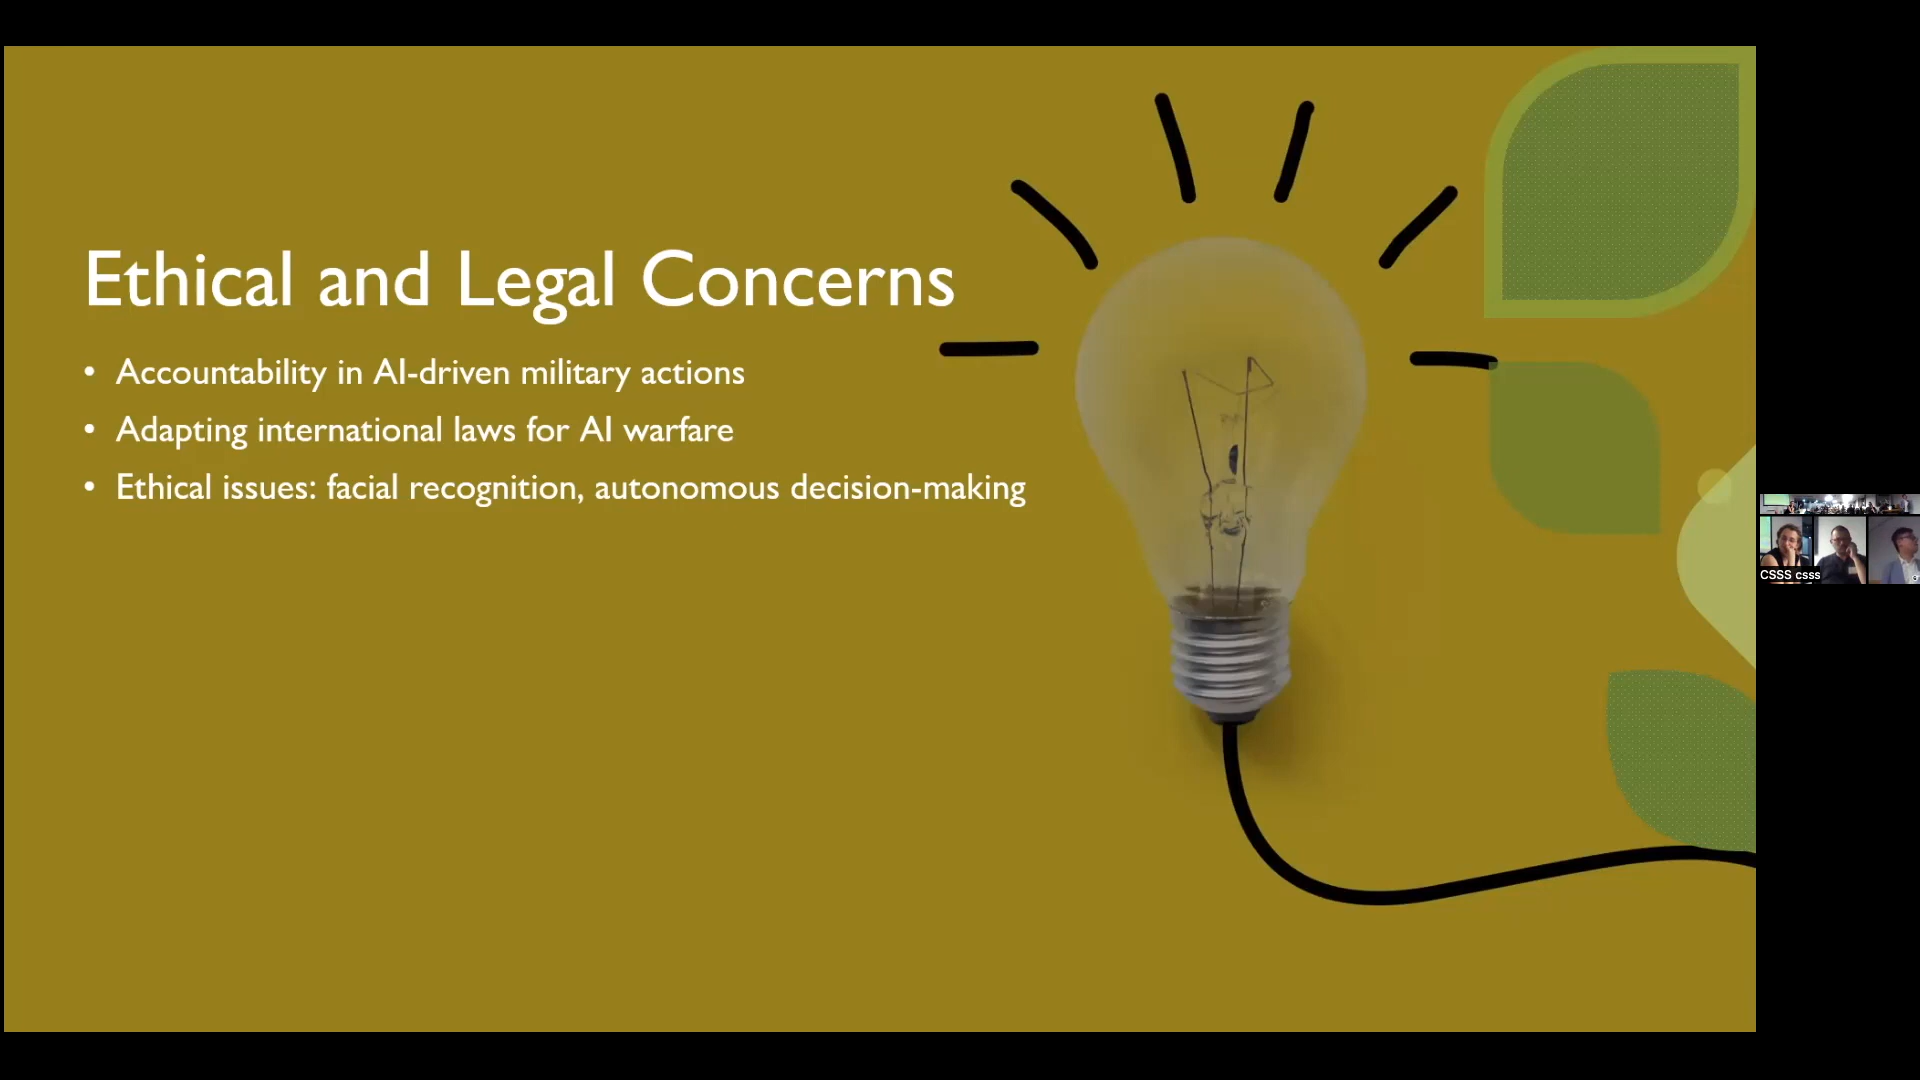 Ethical and Legal Concerns
• Accountability in AI-driven military actions
• Adapting international laws for AI warfare
• Ethical issues: facial recognition, autonomous decision-making
CSSS csss